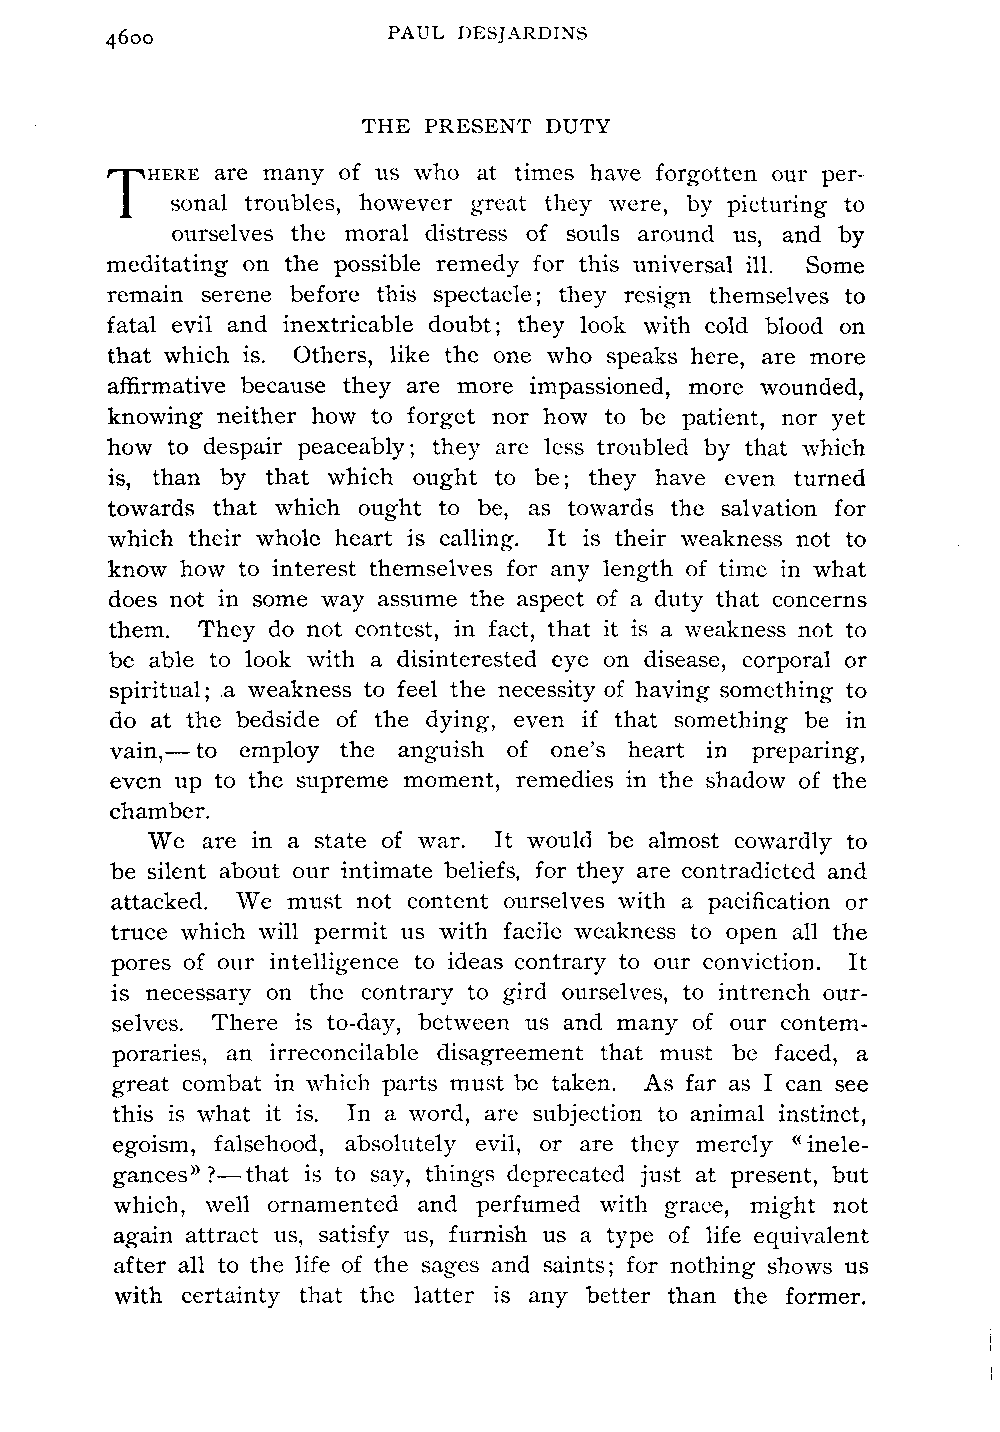 4600 PAUL DESJARDINS
THE PRESENT DUTY
THERE are many of us who at times have forgotten our per-
sonal troubles, however great they were, by picturing to
ourselves the moral distress of souls around us, and by
meditating on the possible remedy for this universal ill. Some
remain serene before this spectacle; they resign themselves to
fatal evil and inextricable doubt; they look with cold blood on
that which is. Others, like the one who speaks here, are more
affirmative because they are more impassioned, more wounded,
knowing neither how to forget nor how to be patient, nor yet
how to despair peaceably; they are less troubled by that which
is, than by that which ought to be; they have even turned
towards that which ought to be, as towards the salvation for
which their whole heart is calling. It is their weakness not to
know how to interest themselves for any length of time in what
does not in some way assume the aspect of a duty that concerns
them. They do not contest, in fact, that it is a weakness not to
be able to look with a disinterested eye on disease, corporal or
spiritual; a weakness to feel the necessity of having something to
do at the bedside of the dying, even if that something be in
vain,—to employ the anguish of one's heart in preparing,
even up to the supreme moment, remedies in the shadow of the
chamber.
We are in a state of war. It would be almost cowardly to
be silent about our intimate beliefs, for they are contradicted and
attacked. We must not content ourselves with a pacification or
truce which will permit us with facile weakness to open all the
pores of our intelligence to ideas contrary to our conviction. It
is necessary on the contrary to gird ourselves, to intrench our-
selves. There is to-day, between us and many of our contem-
poraries, an irreconcilable disagreement that must be faced, a
great combat in which parts must be taken. As far as I can see
this is what it is. In a word, are subjection to animal instinct,
egoism, falsehood, absolutely evil, or are they merely «inele-
gances»?—that is to say, things deprecated just at present, but
which, well ornamented and perfumed with grace, might not
again attract us, satisfy us, furnish us a type of life equivalent
after all to the life of the sages and saints; for nothing shows us
with certainty that the latter is any better than the former.